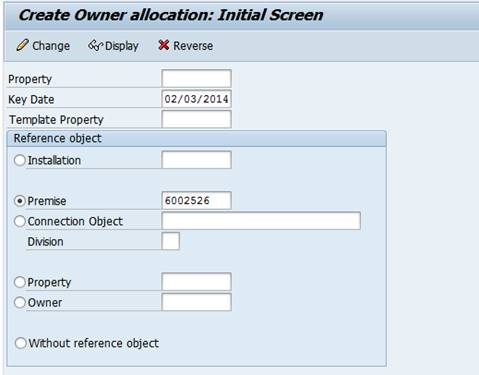 Create Owner allocation: Initial Screen
Change Display Reverse
Property
Key Date 02/03/2014
Template Property
Reference object
Installation
Premise 6002526
Connection Object
Division
Property
Owner
Without reference object